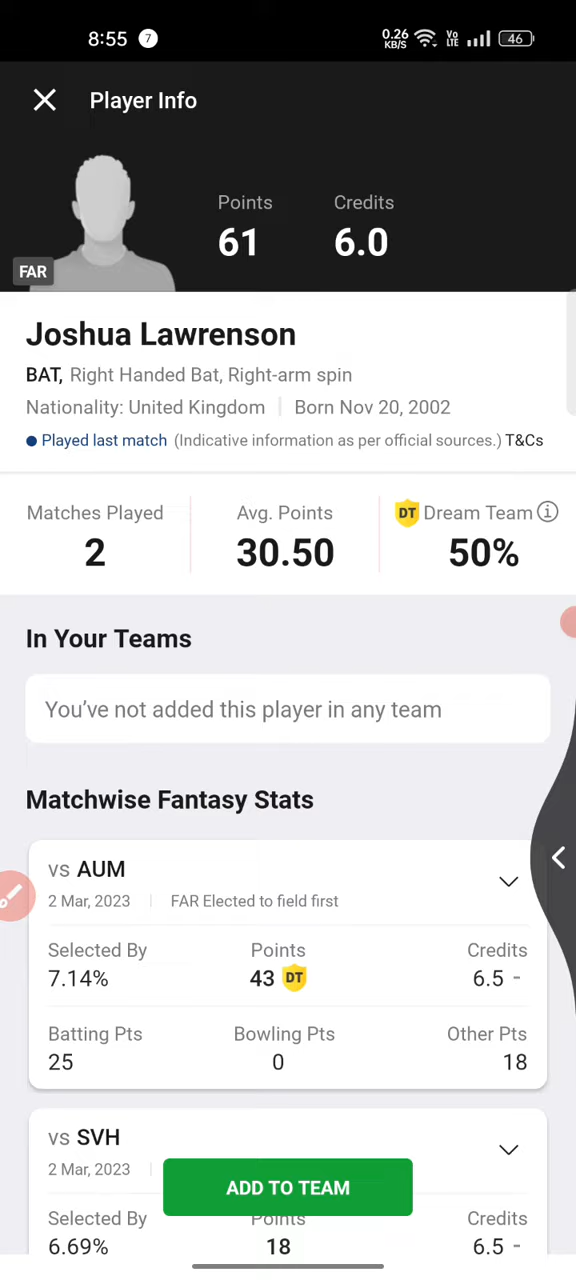 8:55 7 0.26 KB/S Vo LTE 46
Player Info
Points Credits
61 6.0
FAR
Joshua Lawrenson
BAT, Right Handed Bat, Right-arm spin
Nationality: United Kingdom | Born Nov 20, 2002
Played last match (Indicative information as per official sources.) T&Cs
Matches Played Avg. Points DT Dream Team i
2 30.50 50%
In Your Teams
You've not added this player in any team
Matchwise Fantasy Stats
vs AUM
2 Mar, 2023 | FAR Elected to field first
Selected By Points Credits
7.14% 43 DT 6.5 -
Batting Pts Bowling Pts Other Pts
25 0 18
vs SVH
2 Mar, 2023 |
ADD TO TEAM
Selected By Points Credits
6.69% 18 6.5 -